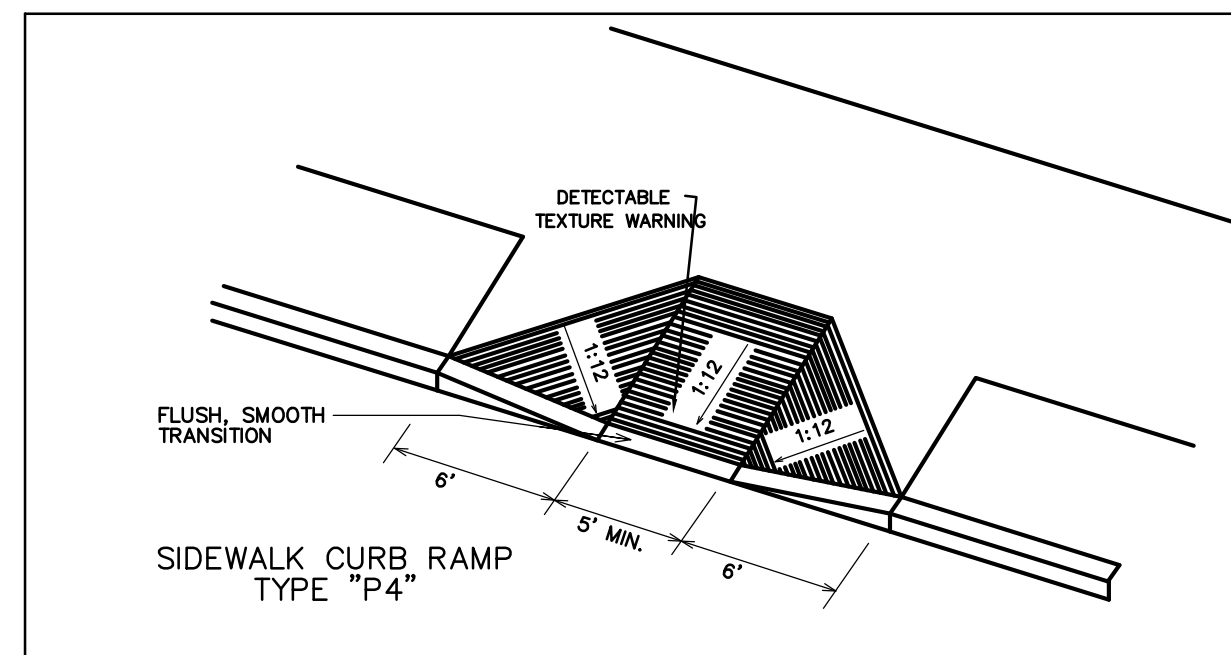 DETECTABLE
TEXTURE WARNING
1:12
1:12
1:12
FLUSH, SMOOTH
TRANSITION
6'
5' MIN.
6'
SIDEWALK CURB RAMP
TYPE "P4"